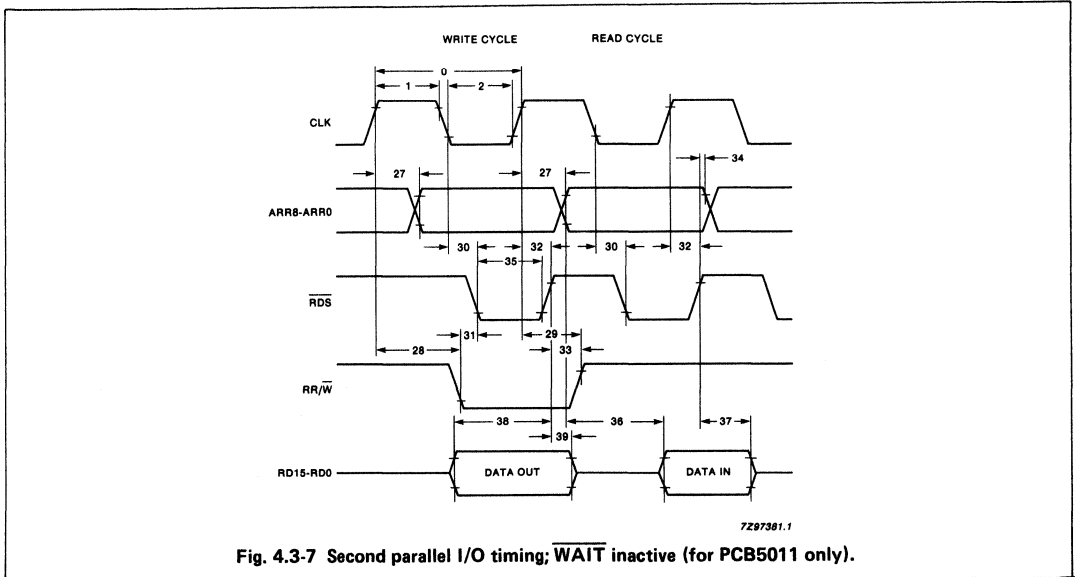 WRITE CYCLE READ CYCLE
0
1 2
CLK
34
27 27
ARR8-ARR0
30 32 30 32
35
RDS
31 29
28 33
RR/W
38 36 37
39
RD15-RD0 DATA OUT DATA IN
7Z97381.1
Fig. 4.3-7 Second parallel I/O timing; WAIT inactive (for PCB5011 only).